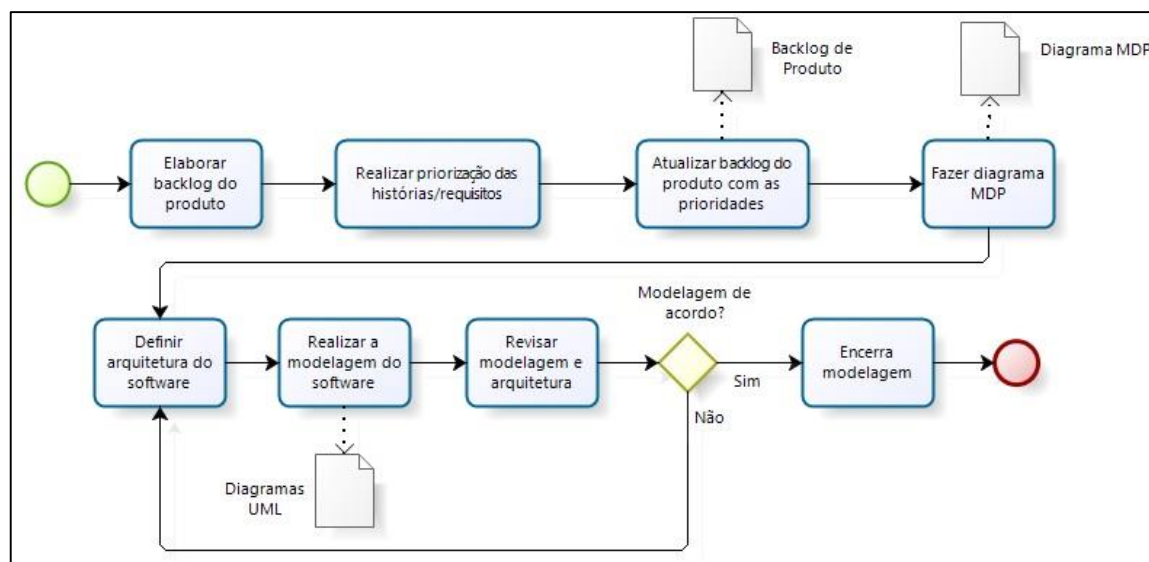 Backlog de
Produto
Diagrama MDP
Elaborar
backlog do
produto
Realizar priorização das
histórias/requisitos
Atualizar backlog do
produto com as
prioridades
Fazer diagrama
MDP
Modelagem de
acordo?
Definir
arquitetura do
software
Realizar a
modelagem do
software
Revisar
modelagem e
arquitetura
Sim
Encerra
modelagem
Não
Diagramas
UML